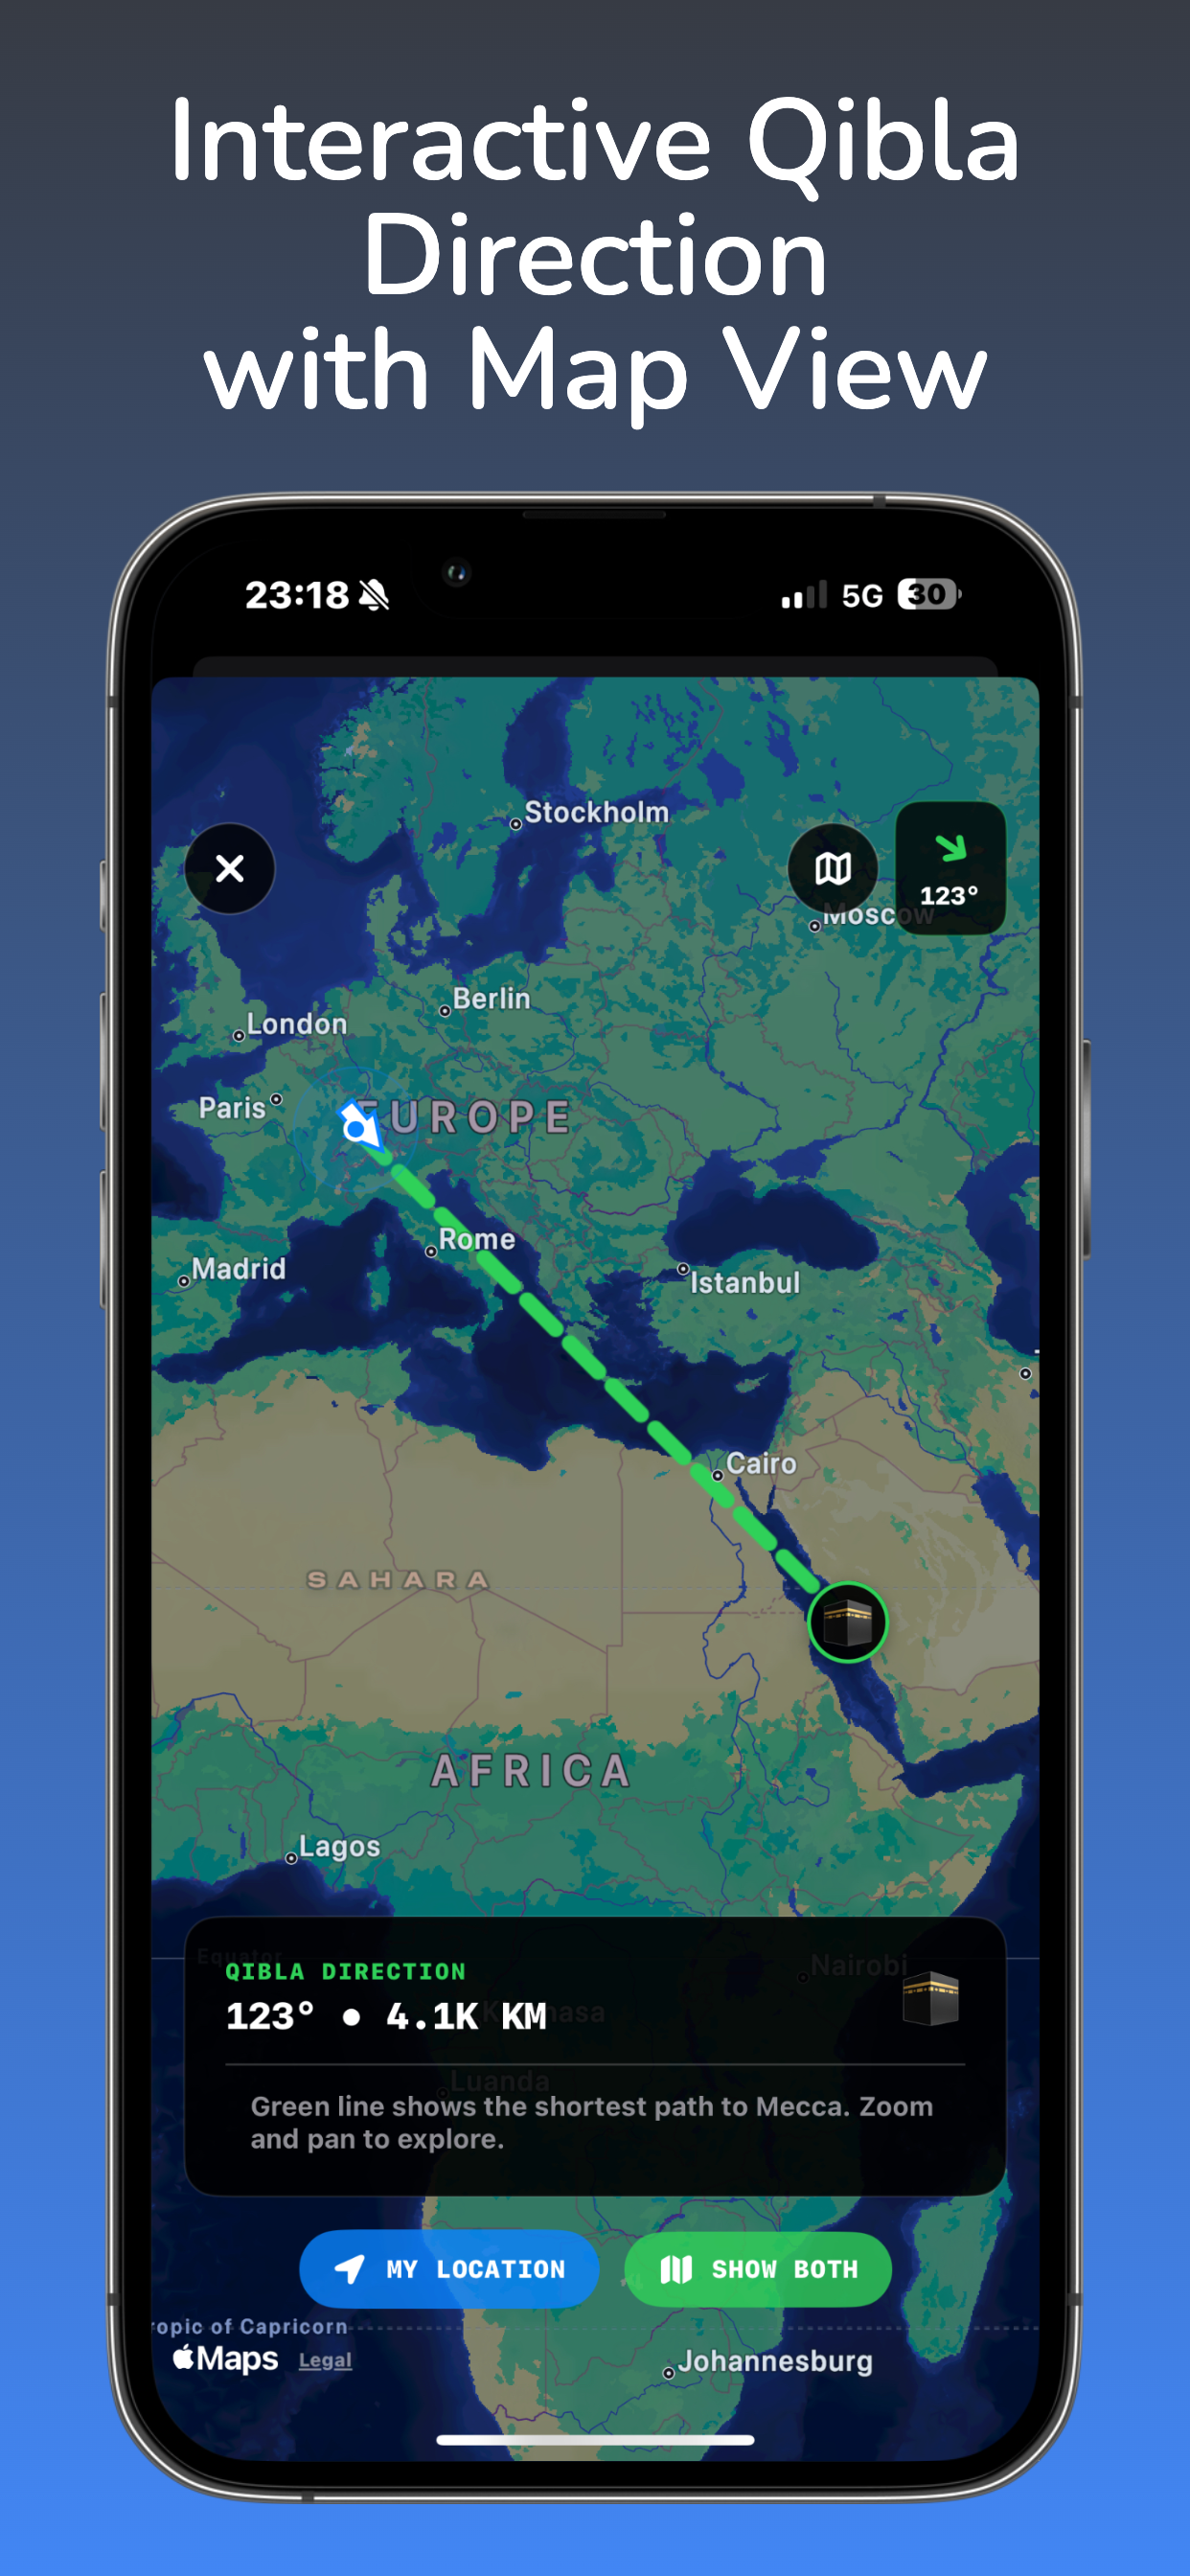 Interactive Qibla
Direction
with Map View
23:18
5G
30
Stockholm
123°
Moscow
Berlin
London
Paris
EUROPE
Rome
Madrid
Istanbul
Cairo
SAHARA
AFRICA
Lagos
Equator
Nairobi
QIBLA DIRECTION
123° • 4.1K KM
Luanda
Green line shows the shortest path to Mecca. Zoom
and pan to explore.
MY LOCATION
SHOW BOTH
ropic of Capricorn
Maps
Legal
Johannesburg